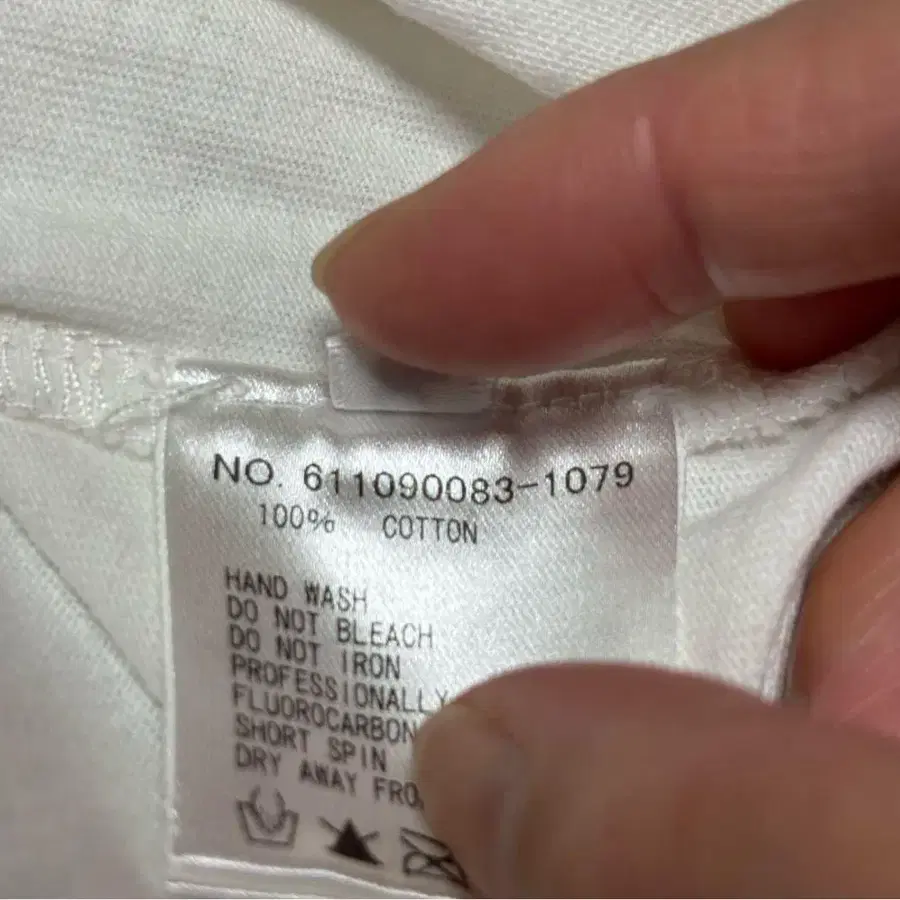 NO. 611090083-1079
100% COTTON
HAND WASH
DO NOT BLEACH
DO NOT IRON
PROFESSIONALLY
FLUOROCARBON
SHORT SPIN
DRY AWAY